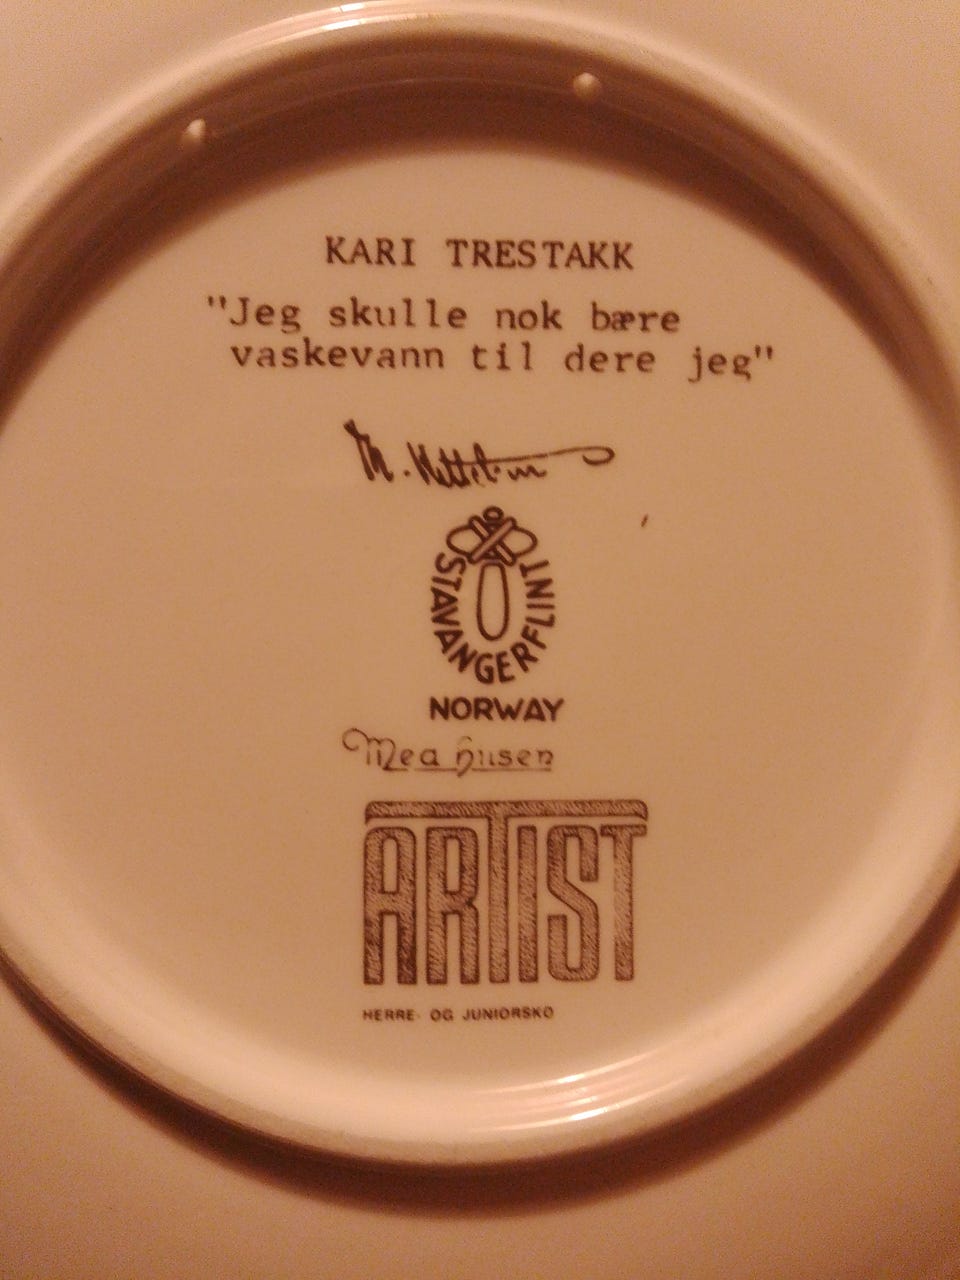 KARI TRESTAKK
"Jeg skulle nok bære
vaskevann til dere jeg"
STAVANGERFLINT
NORWAY
Mea Husen
ARTIST
HERRE- OG JUNIORSKO